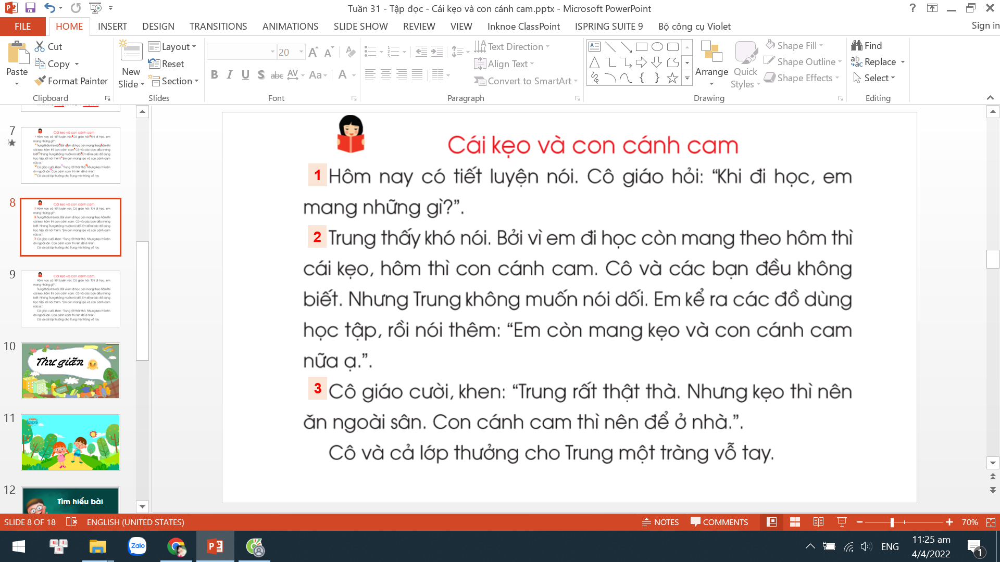 Tuần 31 - Tập đọc - Cái kẹo và con cánh cam.pptx - Microsoft PowerPoint
FILE HOME INSERT DESIGN TRANSITIONS ANIMATIONS SLIDE SHOW REVIEW VIEW Inknoe ClassPoint ISPRING SUITE 9 Bộ công cụ Violet Sign in
Paste
Cut
Copy
Format Painter
Clipboard
New Slide
Layout
Reset
Section
Slides
20
B I U S abc AV Aa A
Font
Text Direction
Align Text
Convert to SmartArt
Paragraph
Arrange
Quick Styles
Shape Fill
Shape Outline
Shape Effects
Drawing
Find
Replace
Select
Editing
7
8
9
10
Thư giãn
11
12
Tìm hiểu bài
Cái kẹo và con cánh cam
1 Hôm nay có tiết luyện nói. Cô giáo hỏi: “Khi đi học, em
mang những gì?”.
2 Trung thấy khó nói. Bởi vì em đi học còn mang theo hôm thì
cái kẹo, hôm thì con cánh cam. Cô và các bạn đều không
biết. Nhưng Trung không muốn nói dối. Em kể ra các đồ dùng
học tập, rồi nói thêm: “Em còn mang kẹo và con cánh cam
nữa ạ.”.
3 Cô giáo cười, khen: “Trung rất thật thà. Nhưng kẹo thì nên
ăn ngoài sân. Con cánh cam thì nên để ở nhà.”.
Cô và cả lớp thưởng cho Trung một tràng vỗ tay.
SLIDE 8 OF 18 ENGLISH (UNITED STATES) NOTES COMMENTS 70%
Zalo
ENG
11:25 am
4/4/2022
1